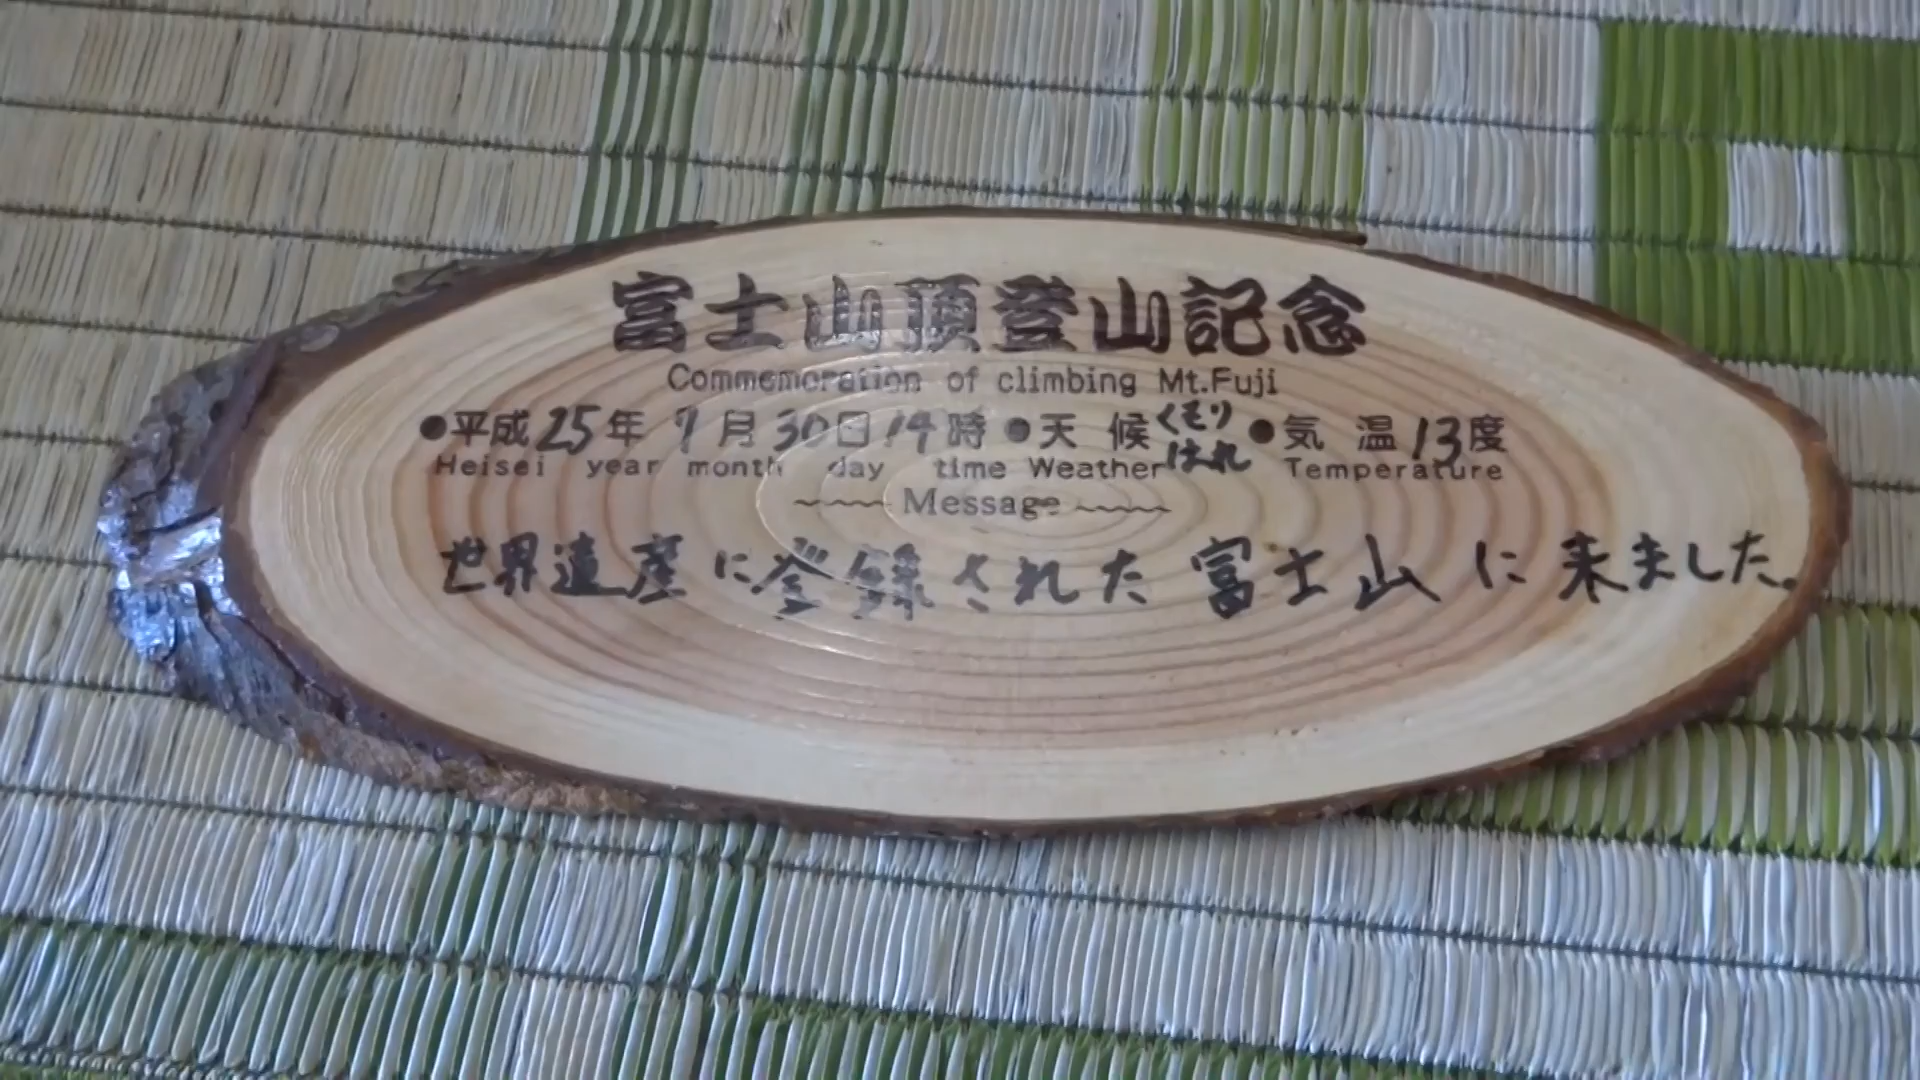 富士山頂登山記念
Commemoration of climbing Mt.Fuji
●平成25年7月30日14時●天候くもりはれ●気温13度
Heisei year month day time Weather Temperature
~~~~Message~~~~
世界遺産に登録された富士山に来ました。